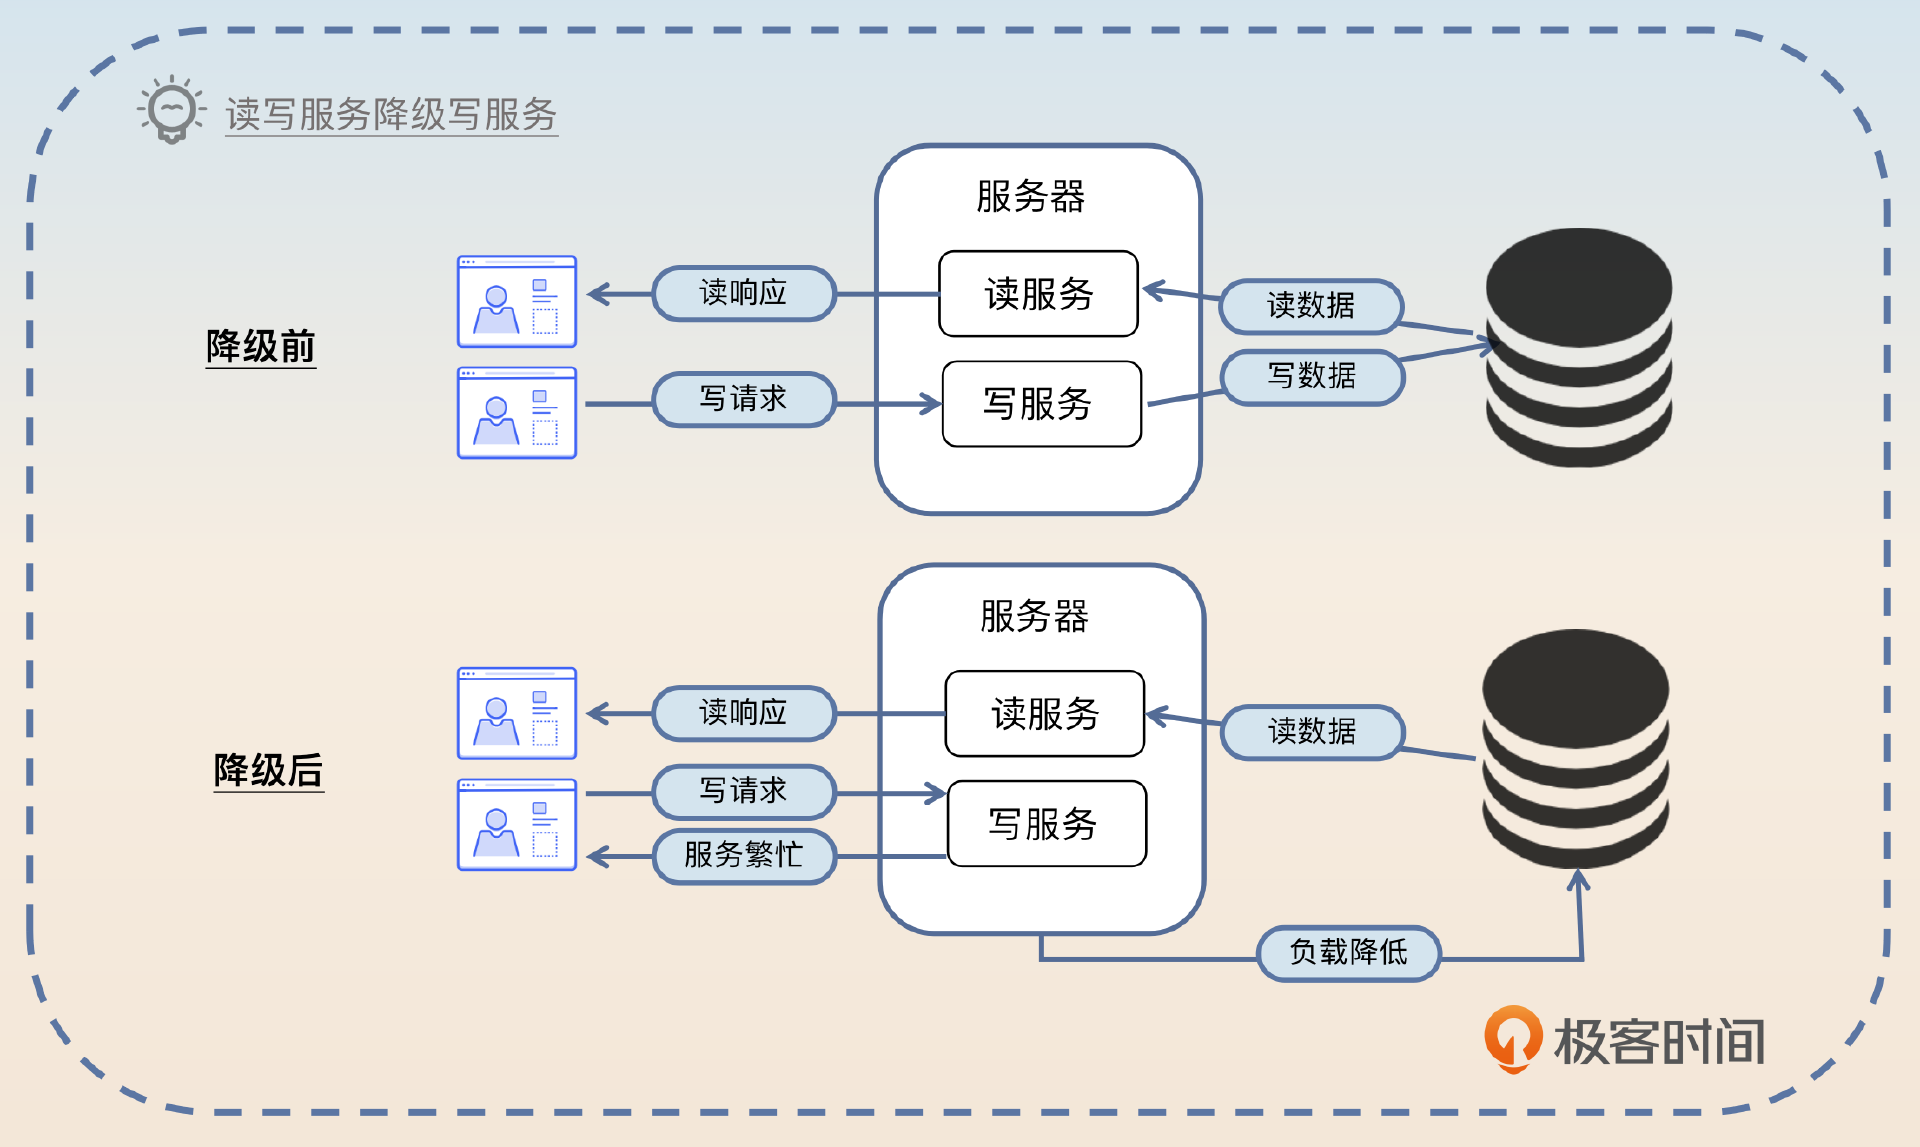 读写服务降级写服务
降级前
服务器
读响应
读服务
读数据
写请求
写服务
写数据
降级后
服务器
读响应
读服务
读数据
写请求
写服务
服务繁忙
负载降低
极客时间